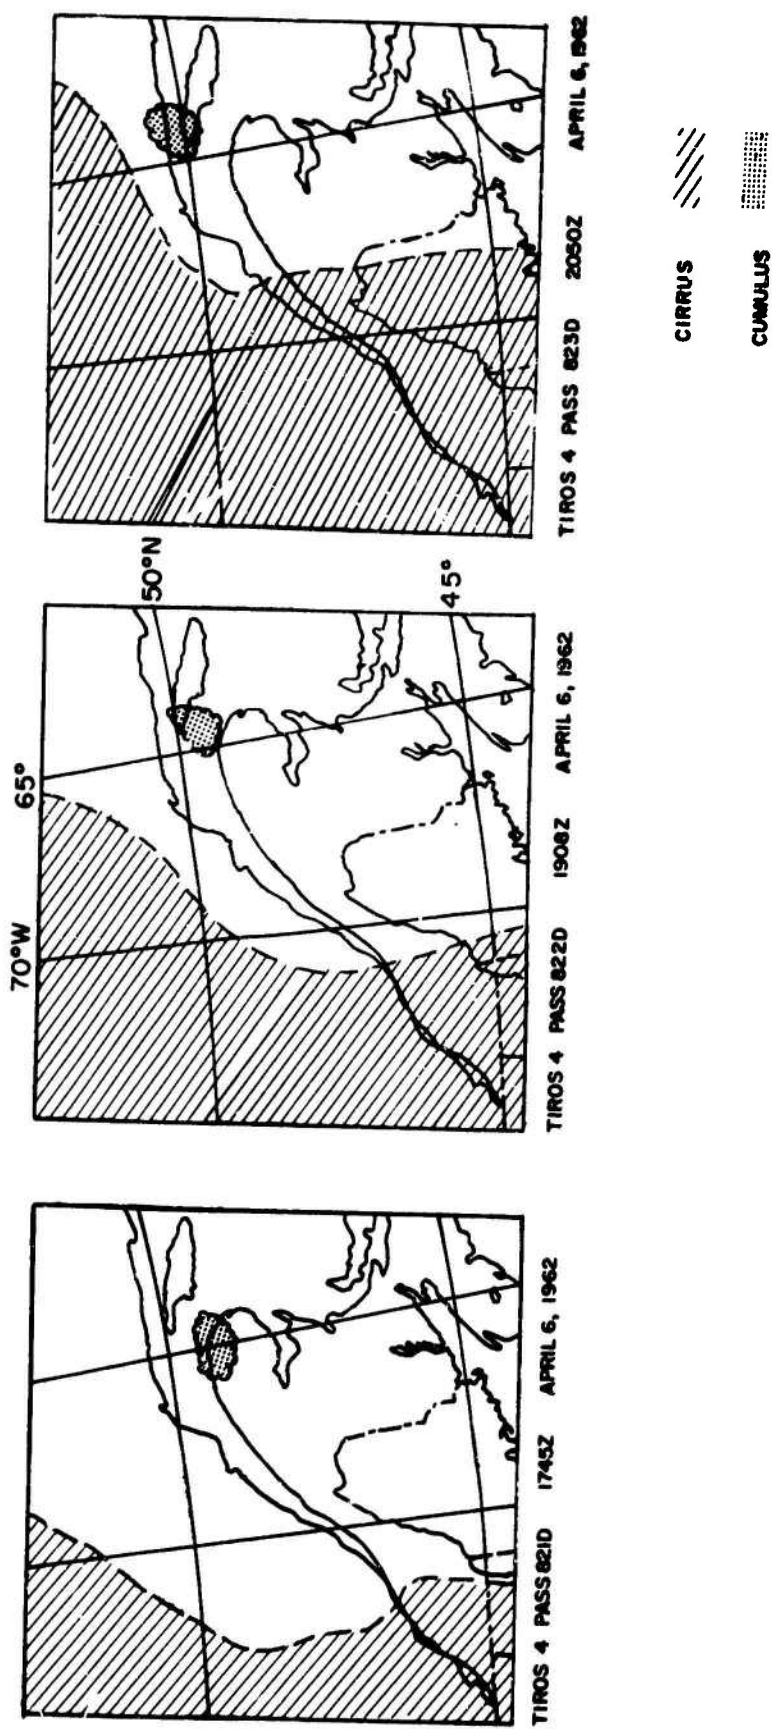 TIROS 4 PASS 821D 1745Z APRIL 6, 1962
70°W
65°
50°N
45°
TIROS 4 PASS 822D 1908Z APRIL 6, 1962
TIROS 4 PASS 823D 2050Z APRIL 6, 1962
CIRRUS
CUMULUS